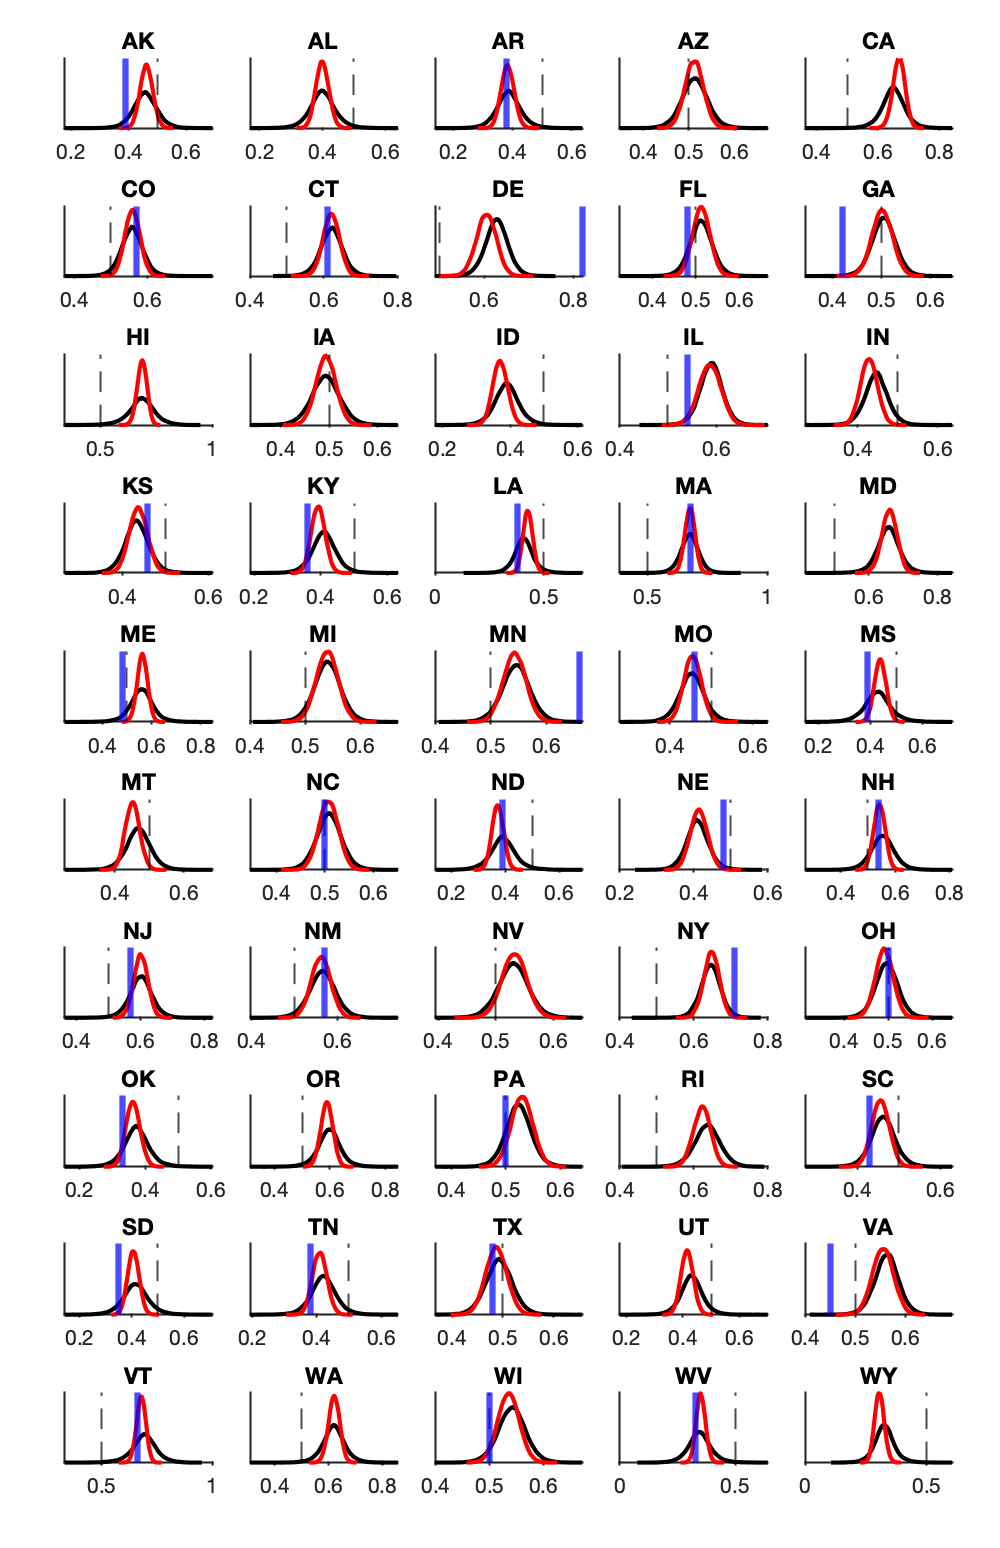 AK AL AR AZ CA
0.2 0.4 0.6 0.2 0.4 0.6 0.2 0.4 0.6 0.4 0.5 0.6 0.4 0.6 0.8
CO CT DE FL GA
0.4 0.6 0.4 0.6 0.8 0.6 0.8 0.4 0.5 0.6 0.4 0.5 0.6
HI IA ID IL IN
0.5 1 0.4 0.5 0.6 0.2 0.4 0.6 0.4 0.6 0.4 0.6
KS KY LA MA MD
0.4 0.6 0.2 0.4 0.6 0 0.5 0.5 1 0.6 0.8
ME MI MN MO MS
0.4 0.6 0.8 0.4 0.5 0.6 0.4 0.5 0.6 0.4 0.6 0.2 0.4 0.6
MT NC ND NE NH
0.4 0.6 0.4 0.5 0.6 0.2 0.4 0.6 0.2 0.4 0.6 0.4 0.6 0.8
NJ NM NV NY OH
0.4 0.6 0.8 0.4 0.6 0.4 0.5 0.6 0.4 0.6 0.8 0.4 0.5 0.6
OK OR PA RI SC
0.2 0.4 0.6 0.4 0.6 0.8 0.4 0.5 0.6 0.4 0.6 0.8 0.4 0.6
SD TN TX UT VA
0.2 0.4 0.6 0.2 0.4 0.6 0.4 0.5 0.6 0.2 0.4 0.6 0.4 0.5 0.6
VT WA WI WV WY
0.5 1 0.4 0.6 0.8 0.4 0.5 0.6 0 0.5 0 0.5